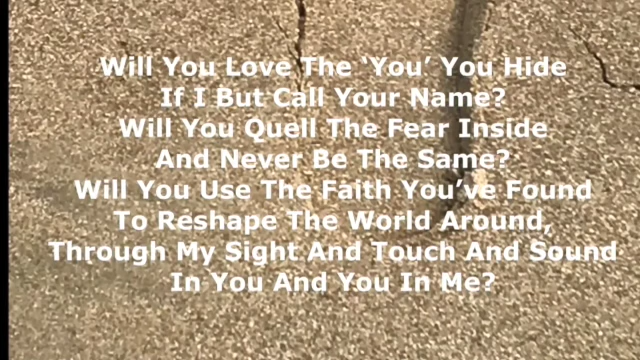 Will You Love The ‘You’ You Hide
If I But Call Your Name?
Will You Quell The Fear Inside
And Never Be The Same?
Will You Use The Faith You’ve Found
To Reshape The World Around,
Through My Sight And Touch And Sound
In You And You In Me?